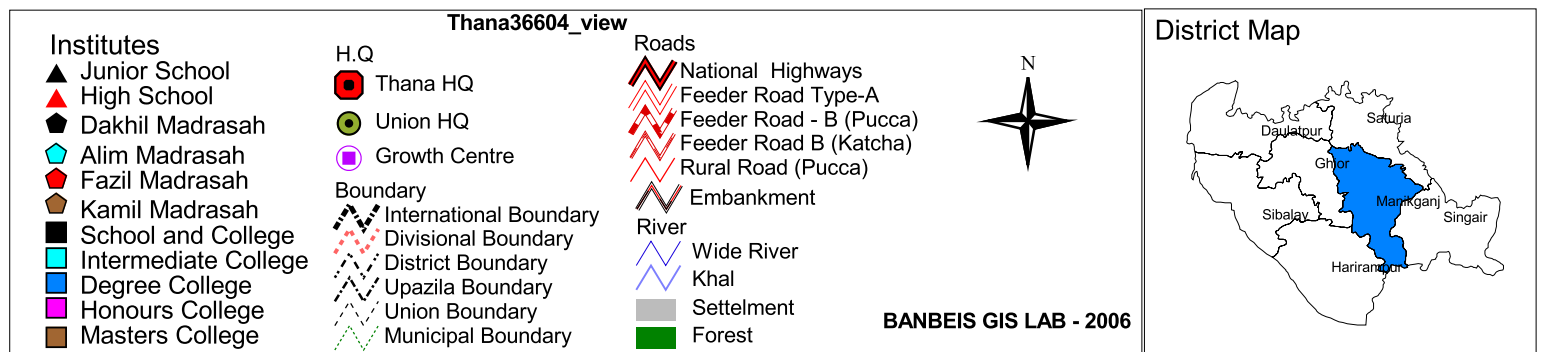 Thana36604_view
Institutes
Junior School
High School
Dakhil Madrasah
Alim Madrasah
Fazil Madrasah
Kamil Madrasah
School and College
Intermediate College
Degree College
Honours College
Masters College
H.Q
Thana HQ
Union HQ
Growth Centre
Boundary
International Boundary
Divisional Boundary
District Boundary
Upazila Boundary
Union Boundary
Municipal Boundary
Roads
National Highways
Feeder Road Type-A
Feeder Road - B (Pucca)
Feeder Road B (Katcha)
Rural Road (Pucca)
Embankment
River
Wide River
Khal
Settelment
Forest
N
BANBEIS GIS LAB - 2006
District Map
Daulatpur
Saturia
Ghior
Manikganj
Sibalay
Singair
Harirampur